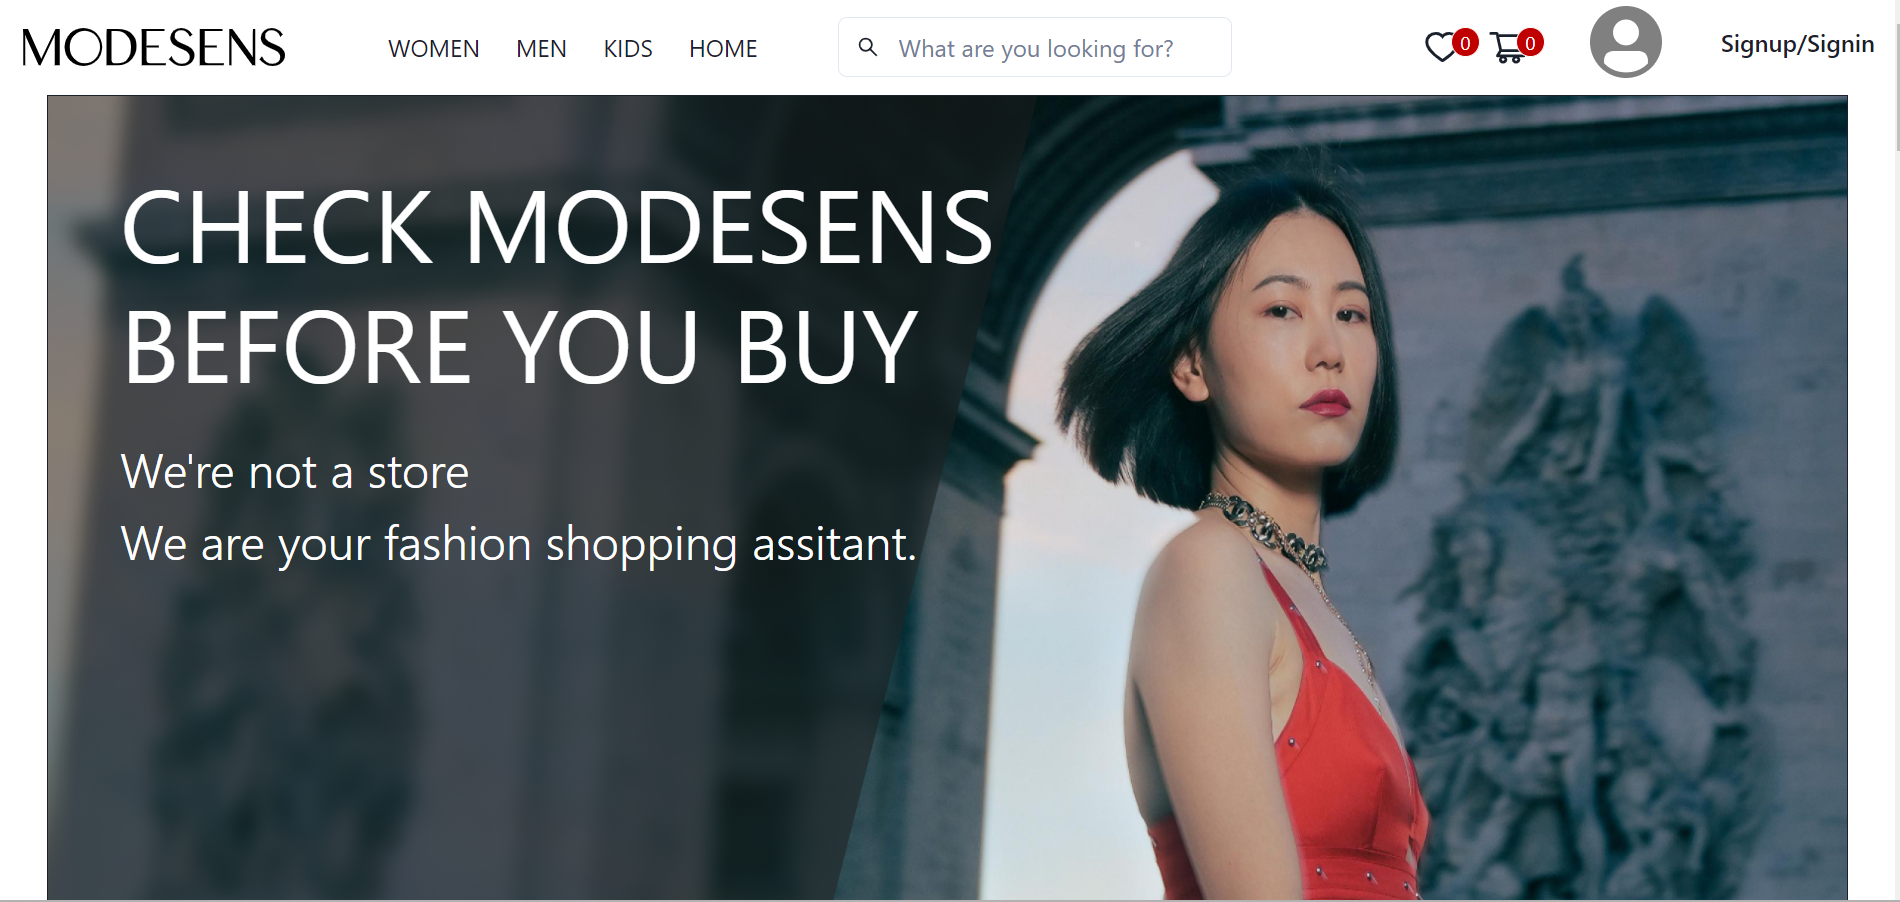 MODESENS
WOMEN MEN KIDS HOME
What are you looking for?
0
0
Signup/Signin
CHECK MODESENS
BEFORE YOU BUY
We're not a store
We are your fashion shopping assitant.